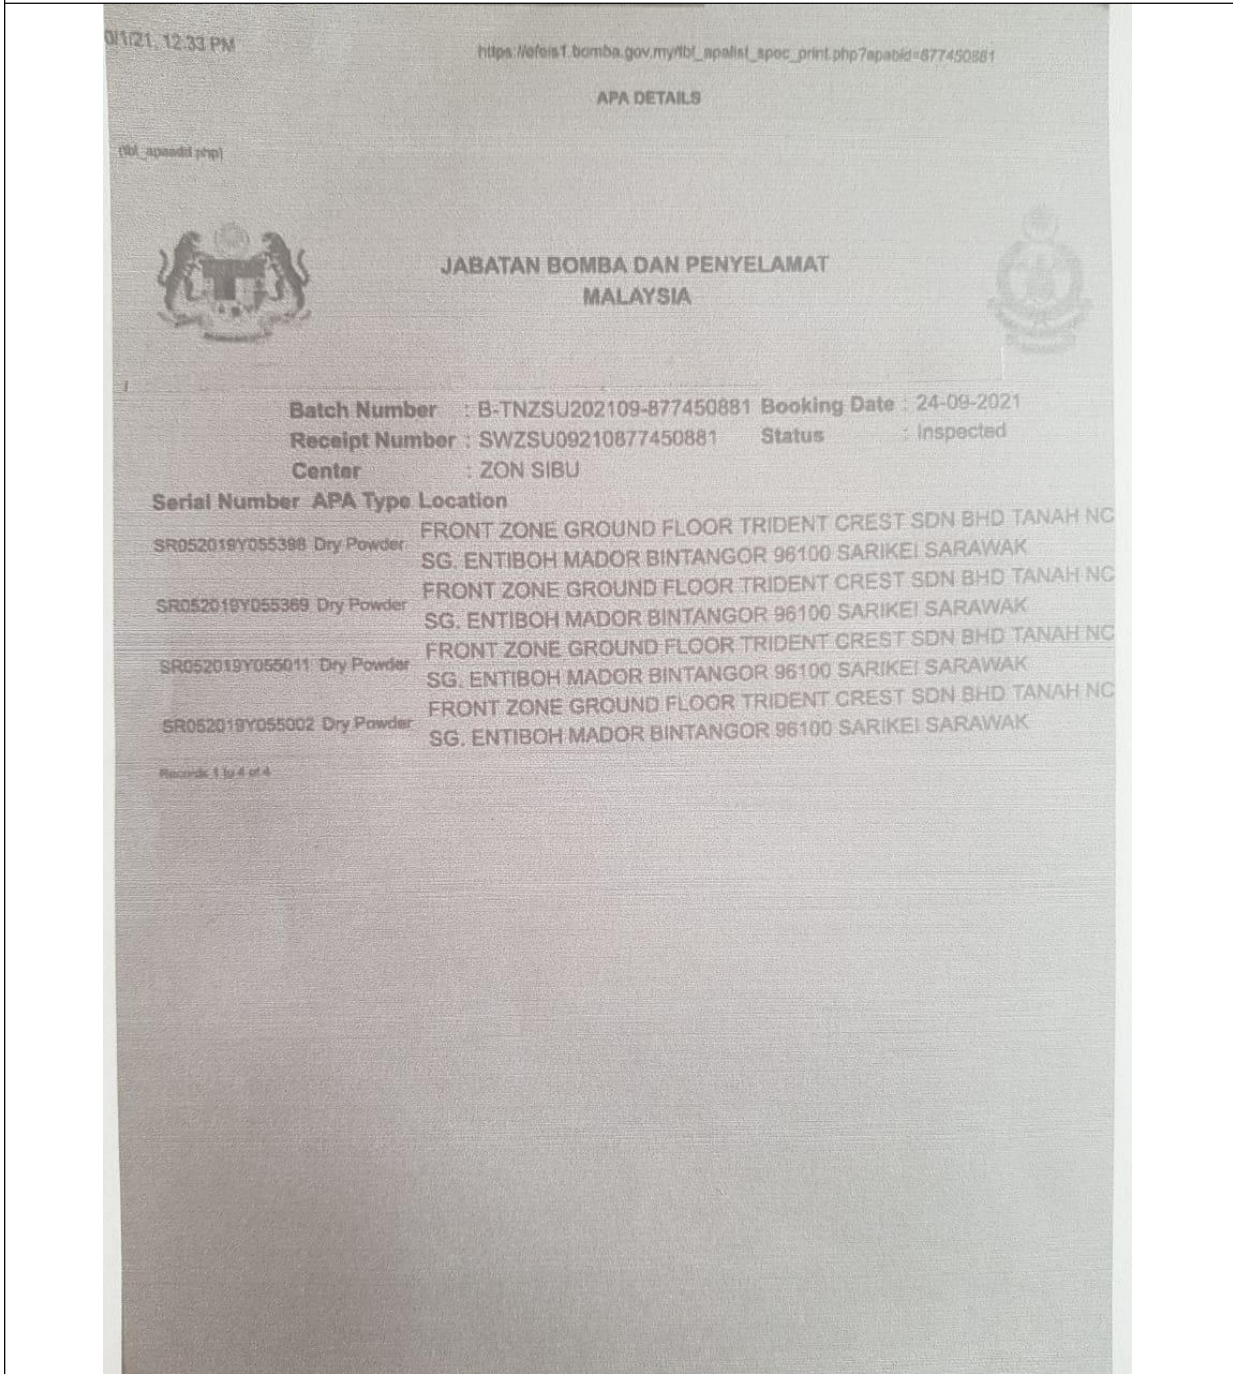 0/1/21, 12:33 PM
https://efeis1.bomba.gov.my/tbl_apalist_spec_print.php?apabid=877450881
APA DETAILS
(tbl_apaadd.php)
JABATAN BOMBA DAN PENYELAMAT
MALAYSIA
Batch Number : B-TNZSU202109-877450881 Booking Date : 24-09-2021
Receipt Number : SWZSU09210877450881 Status : Inspected
Center : ZON SIBU
Serial Number APA Type Location
FRONT ZONE GROUND FLOOR TRIDENT CREST SDN BHD TANAH NC
SR052019Y055398 Dry Powder
SG. ENTIBOH MADOR BINTANGOR 96100 SARIKEI SARAWAK
FRONT ZONE GROUND FLOOR TRIDENT CREST SDN BHD TANAH NC
SR052019Y055369 Dry Powder
SG. ENTIBOH MADOR BINTANGOR 96100 SARIKEI SARAWAK
FRONT ZONE GROUND FLOOR TRIDENT CREST SDN BHD TANAH NC
SR052019Y055011 Dry Powder
SG. ENTIBOH MADOR BINTANGOR 96100 SARIKEI SARAWAK
FRONT ZONE GROUND FLOOR TRIDENT CREST SDN BHD TANAH NC
SR052019Y055002 Dry Powder
SG. ENTIBOH MADOR BINTANGOR 96100 SARIKEI SARAWAK
Records 1 to 4 of 4